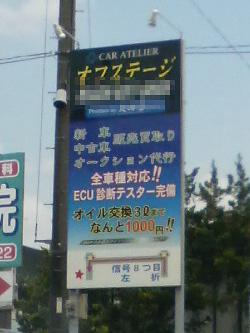 CAR ATELIER
オフステージ
新車
中古車
販売買取り
オークション代行
全車種対応!!
ECU診断テスター完備
オイル交換3ℓまで
なんと1000円!!
信号8つ目
左折
料
院
22